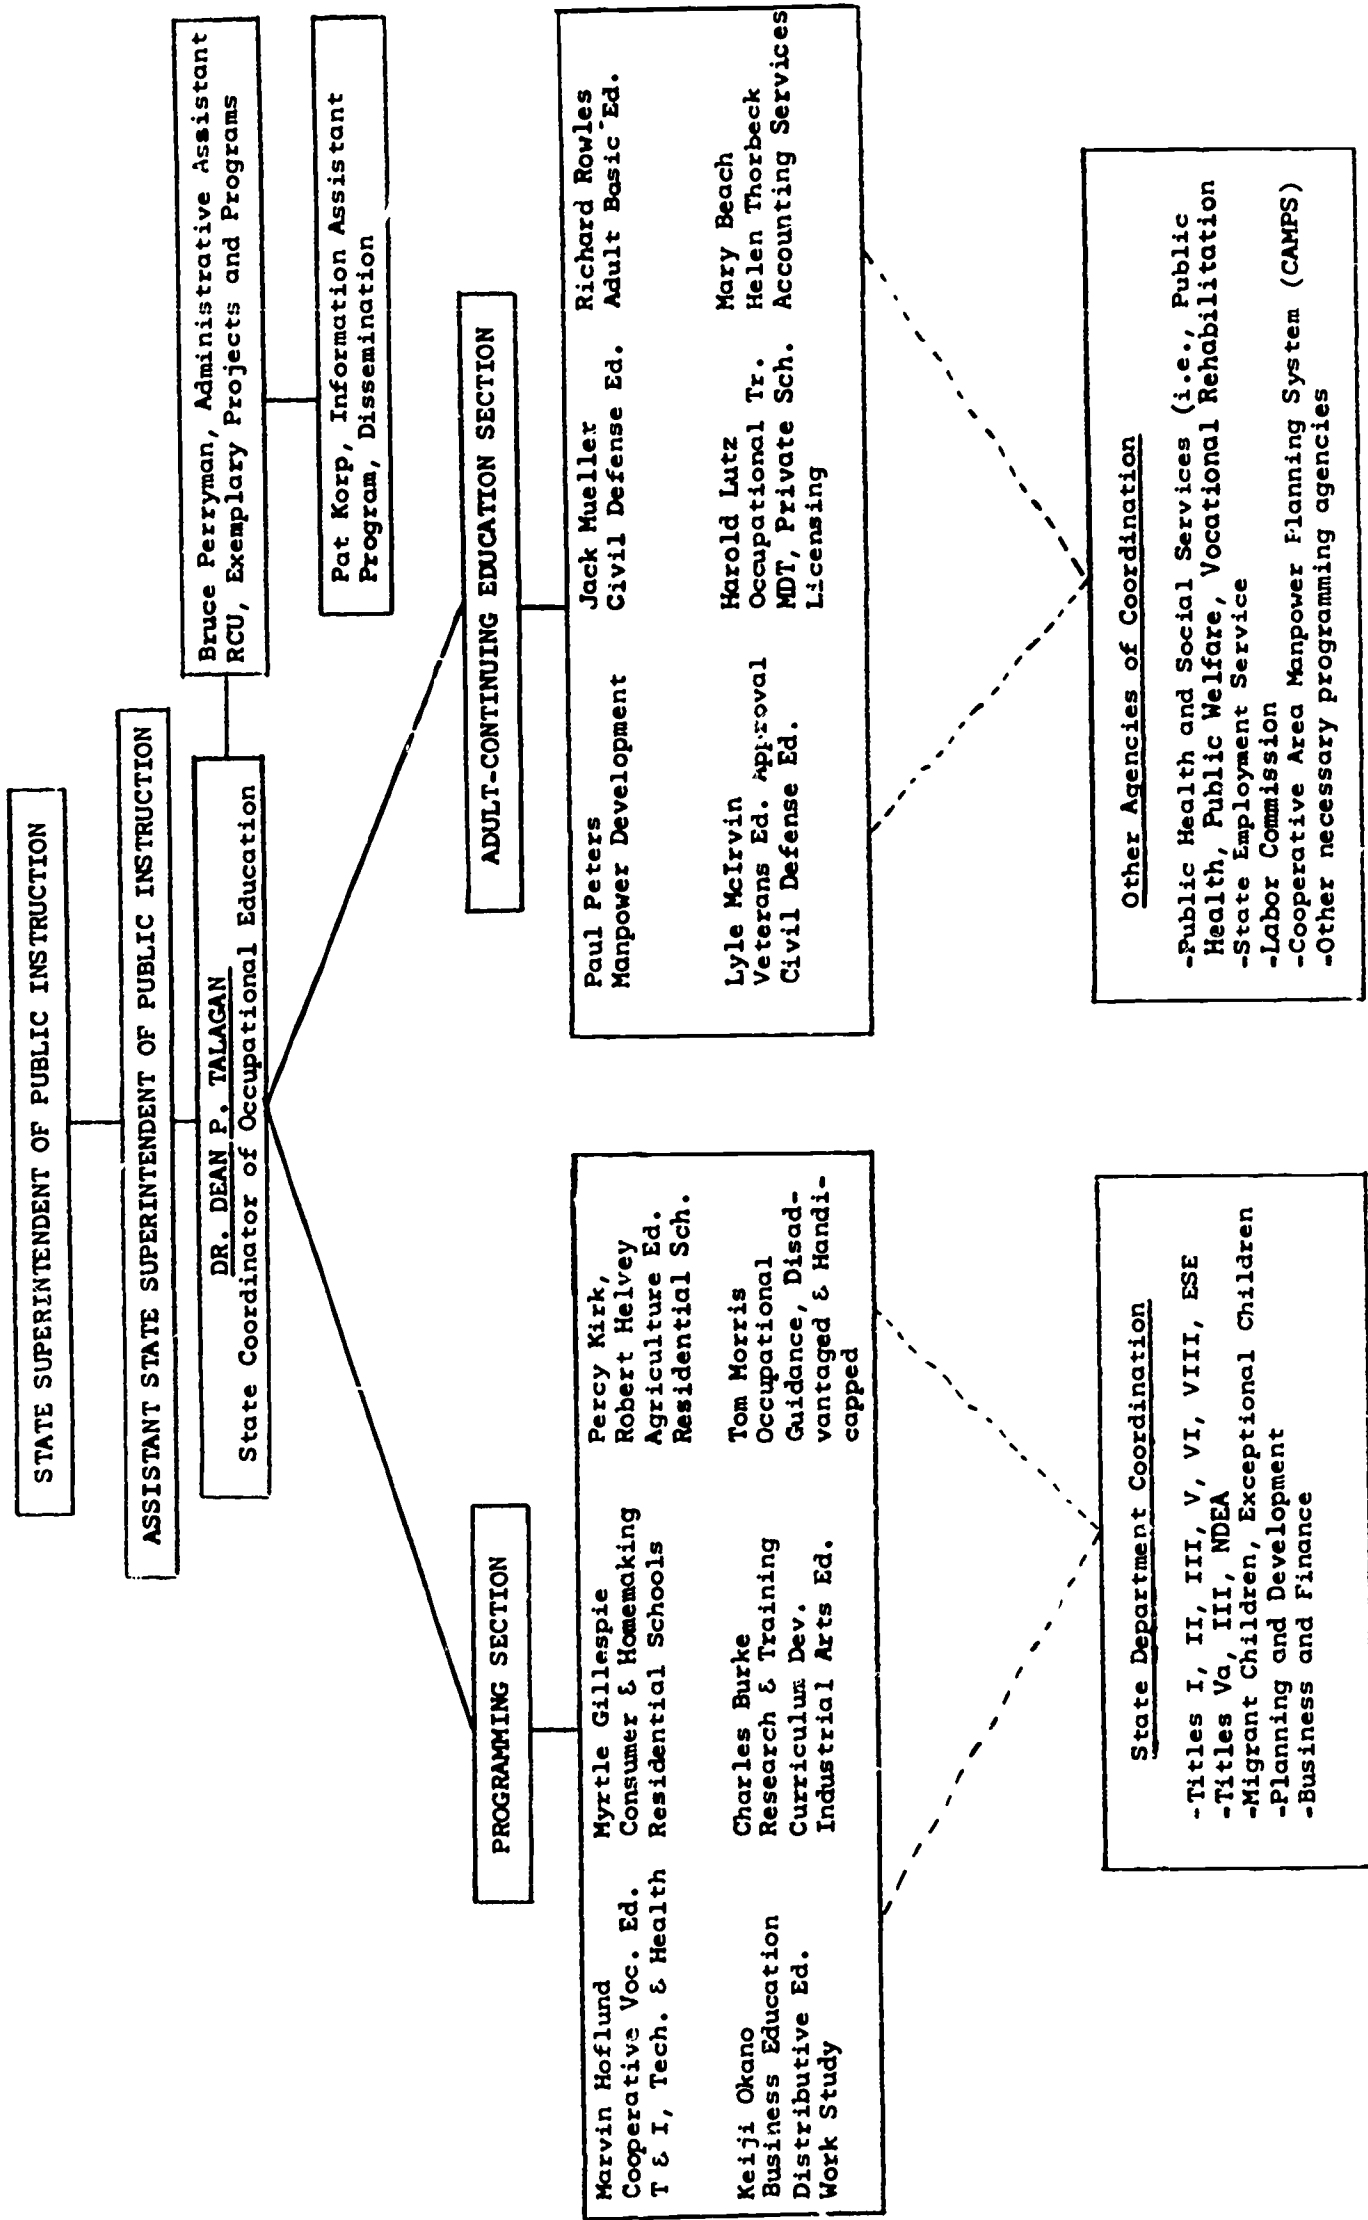 STATE SUPERINTENDENT OF PUBLIC INSTRUCTION
ASSISTANT STATE SUPERINTENDENT OF PUBLIC INSTRUCTION
DR. DEAN P. TALAGAN
State Coordinator of Occupational Education
Bruce Perryman, Administrative Assistant
RCU, Exemplary Projects and Programs
Pat Korp, Information Assistant
Program, Dissemination
PROGRAMMING SECTION
Marvin Hoflund
Cooperative Voc. Ed.
T & I, Tech. & Health
Myrtle Gillespie
Consumer & Homemaking
Residential Schools
Percy Kirk,
Robert Helvey
Agriculture Ed.
Residential Sch.
Keiji Okano
Business Education
Distributive Ed.
Work Study
Charles Burke
Research & Training
Curriculum Dev.
Industrial Arts Ed.
Tom Morris
Occupational
Guidance, Disad-
vantaged & Handi-
capped
ADULT-CONTINUING EDUCATION SECTION
Paul Peters
Manpower Development
Jack Mueller
Civil Defense Ed.
Richard Rowles
Adult Basic Ed.
Lyle McIrvin
Veterans Ed. Approval
Civil Defense Ed.
Harold Lutz
Occupational Tr.
MDT, Private Sch.
Licensing
Mary Beach
Helen Thorbeck
Accounting Services
State Department Coordination
-Titles I, II, III, V, VI, VIII, ESE
-Titles Va, III, NDEA
-Migrant Children, Exceptional Children
-Planning and Development
-Business and Finance
Other Agencies of Coordination
-Public Health and Social Services (i.e., Public
Health, Public Welfare, Vocational Rehabilitation
-State Employment Service
-Labor Commission
-Cooperative Area Manpower Planning System (CAMPS)
-Other necessary programming agencies